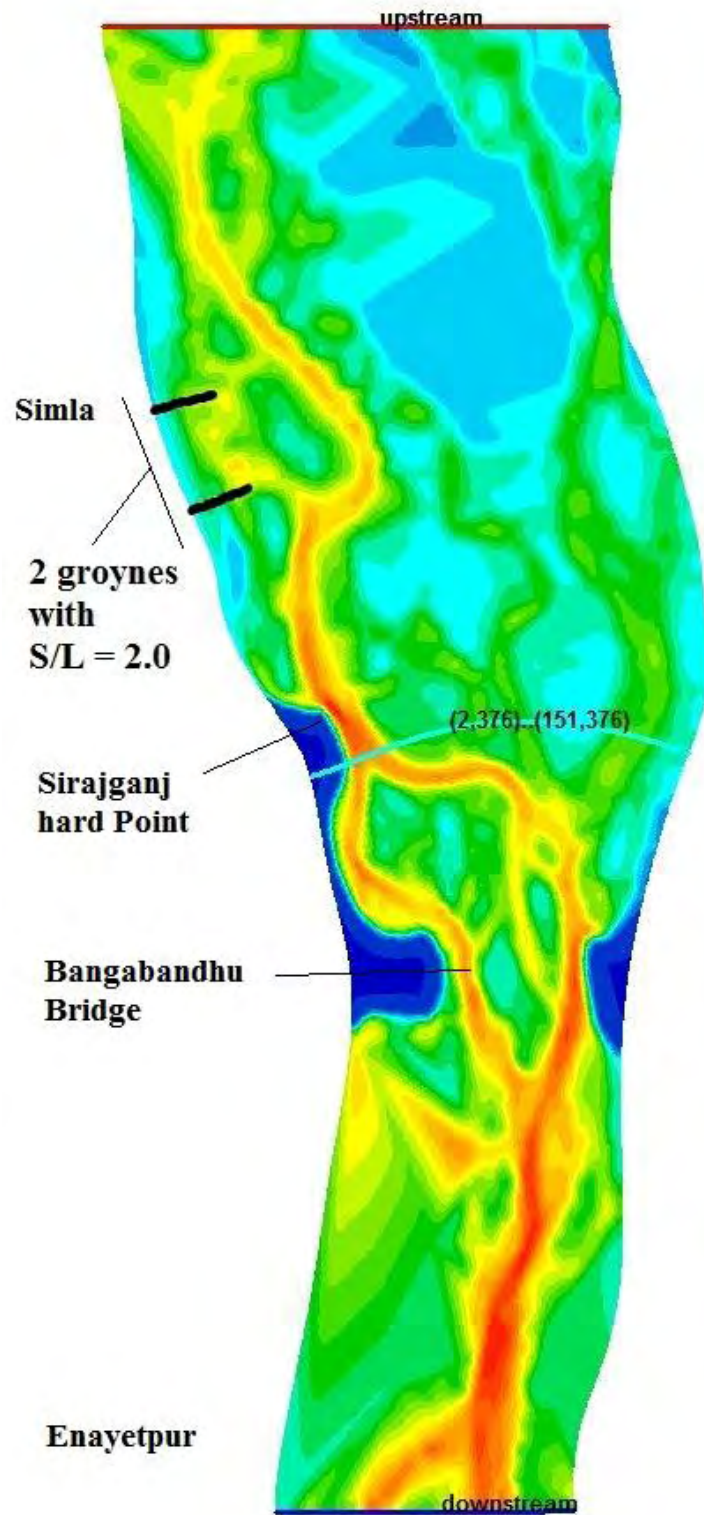 upstream
Simla
2 groynes
with
S/L = 2.0
(2,376)..(151,376)
Sirajganj
hard Point
Bangabandhu
Bridge
Enayetpur
downstream